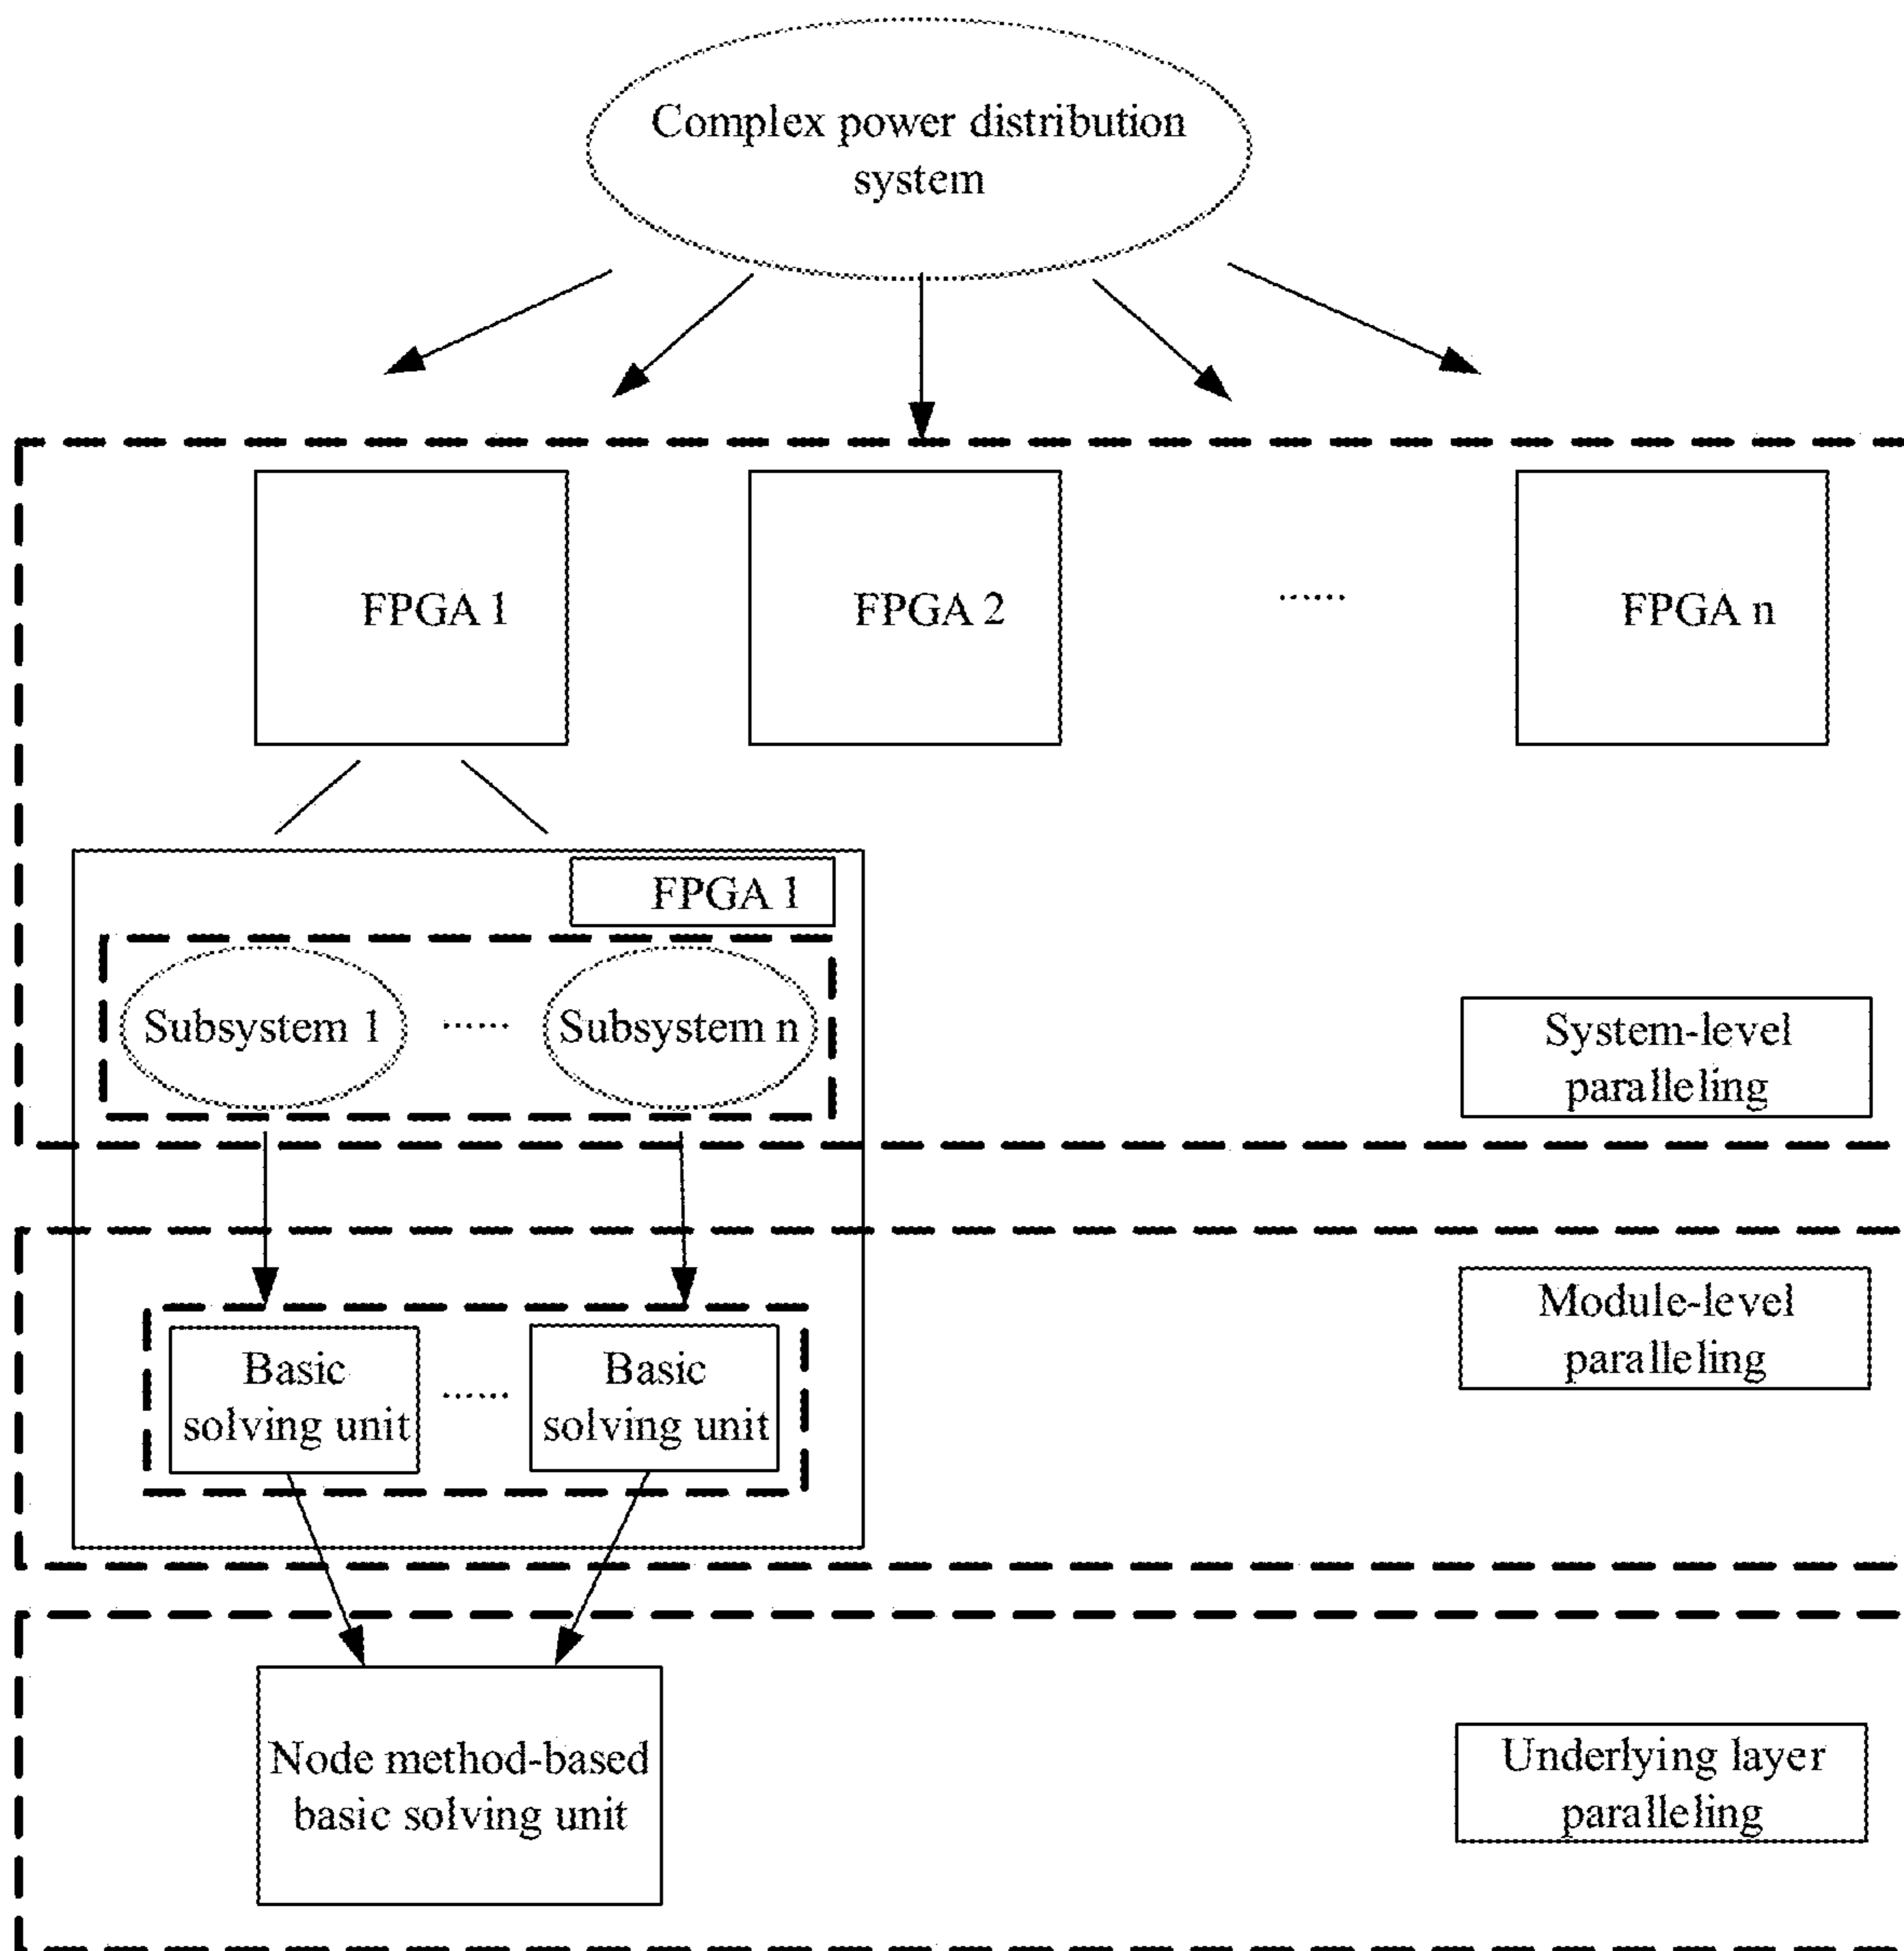 Complex power distribution
system
FPGA 1
FPGA 2
......
FPGA n
FPGA 1
Subsystem 1
......
Subsystem n
System-level
paralleling
Module-level
paralleling
Basic
solving unit
......
Basic
solving unit
Node method-based
basic solving unit
Underlying layer
paralleling